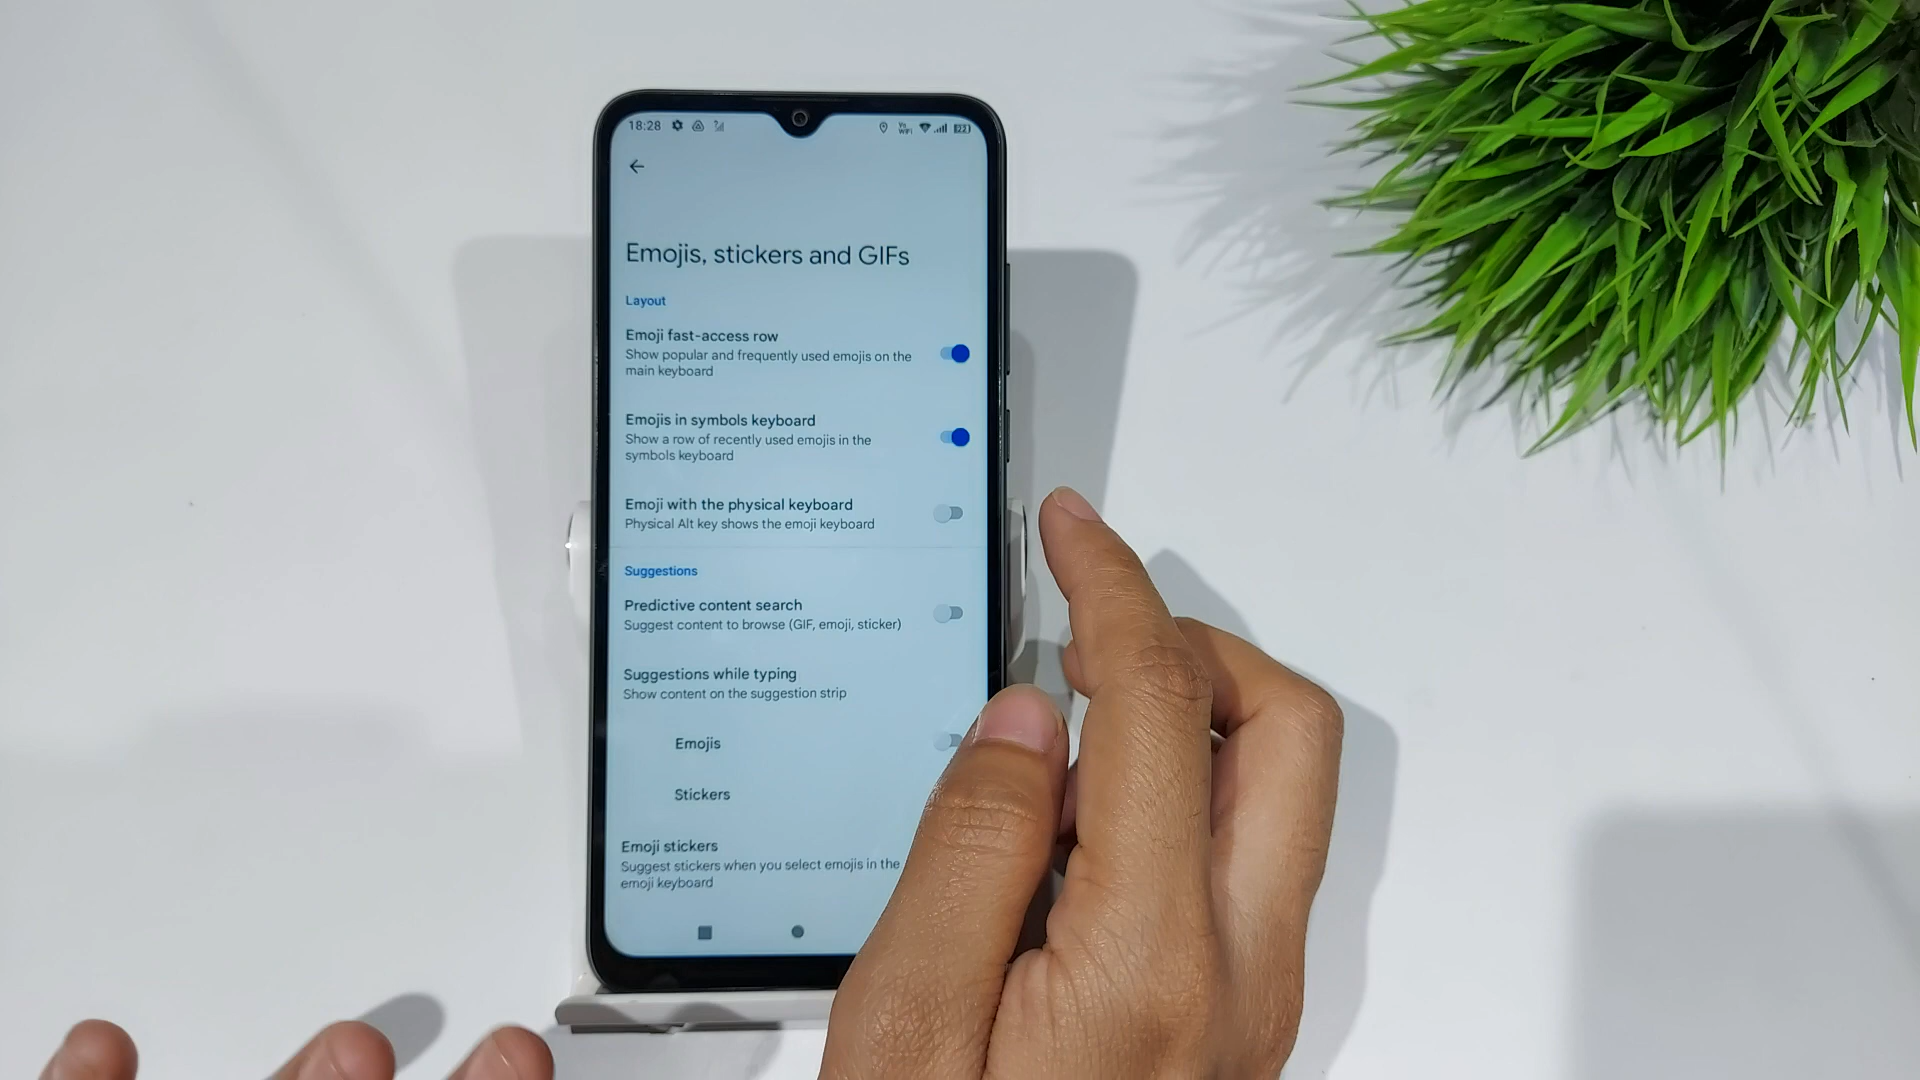 18:28
Vo
WiFi
22
Emojis, stickers and GIFs
Layout
Emoji fast-access row
Show popular and frequently used emojis on the
main keyboard
Emojis in symbols keyboard
Show a row of recently used emojis in the
symbols keyboard
Emoji with the physical keyboard
Physical Alt key shows the emoji keyboard
Suggestions
Predictive content search
Suggest content to browse (GIF, emoji, sticker)
Suggestions while typing
Show content on the suggestion strip
Emojis
Stickers
Emoji stickers
Suggest stickers when you select emojis in the
emoji keyboard